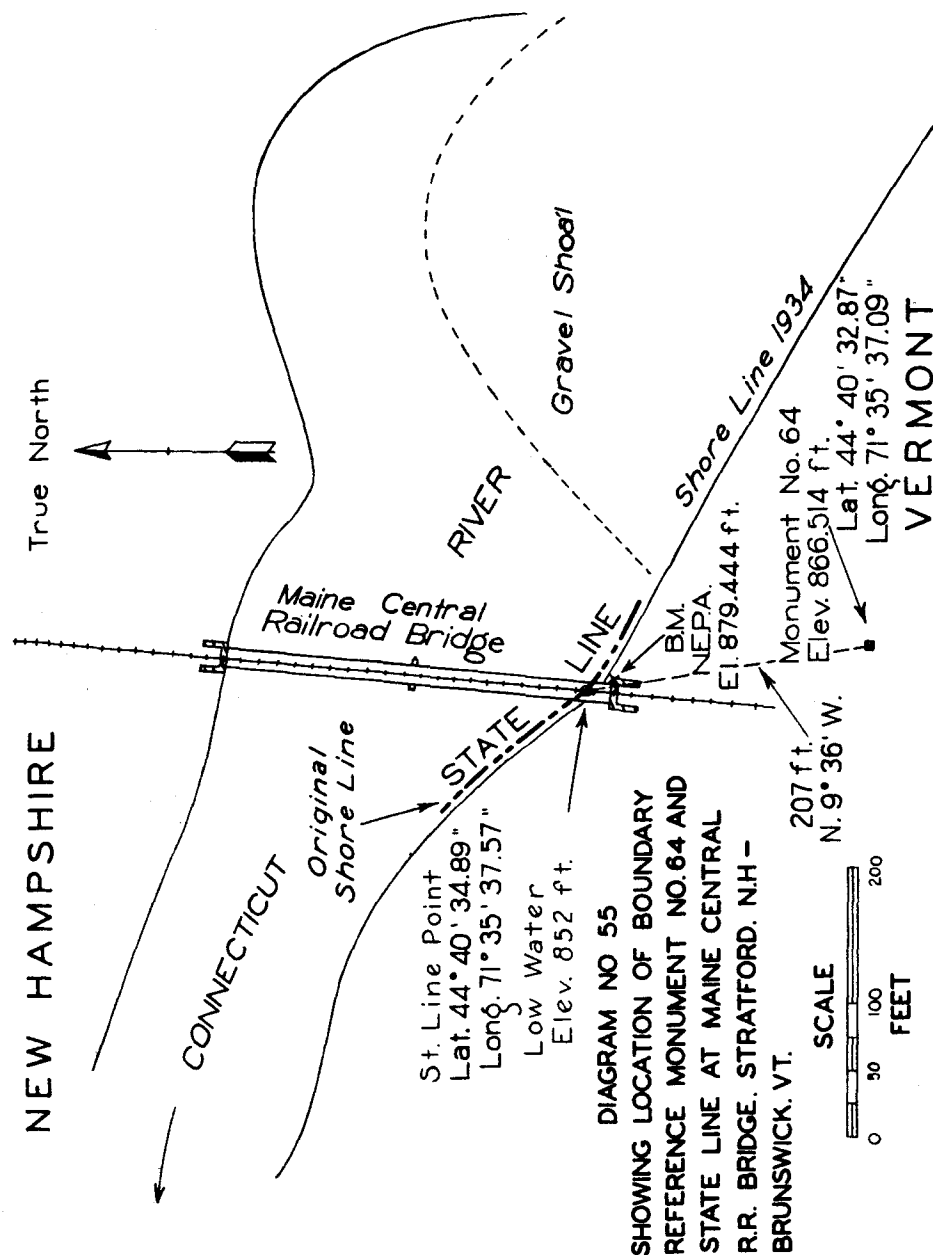 NEW HAMPSHIRE
True North
CONNECTICUT
RIVER
Original
Shore Line
Maine Central
Railroad Bridge
Gravel Shoal
STATE LINE
Shore Line 1934
St. Line Point
Lat. 44° 40' 34.89"
Long. 71° 35' 37.57"
Low Water
Elev. 852 ft.
B.M.
N.E.P.A.
El. 879.444 ft.
Monument No. 64
Elev. 866.514 ft.
Lat. 44° 40' 32.87"
Long. 71° 35' 37.09"
VERMONT
207 ft.
N. 9° 36' W.
DIAGRAM NO 55
SHOWING LOCATION OF BOUNDARY
REFERENCE MONUMENT NO. 64 AND
STATE LINE AT MAINE CENTRAL
R.R. BRIDGE. STRATFORD. N.H -
BRUNSWICK. VT.
SCALE
0 50 100 200
FEET